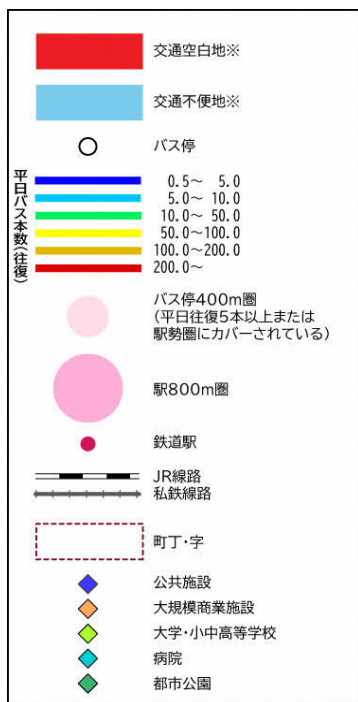 交通空白地※
交通不便地※
バス停
平日バス本数(往復)
0.5～ 5.0
5.0～ 10.0
10.0～ 50.0
50.0～100.0
100.0～200.0
200.0～
バス停400m圏
(平日往復5本以上または
駅勢圏にカバーされている)
駅800m圏
鉄道駅
JR線路
私鉄線路
町丁・字
公共施設
大規模商業施設
大学・小中高等学校
病院
都市公園